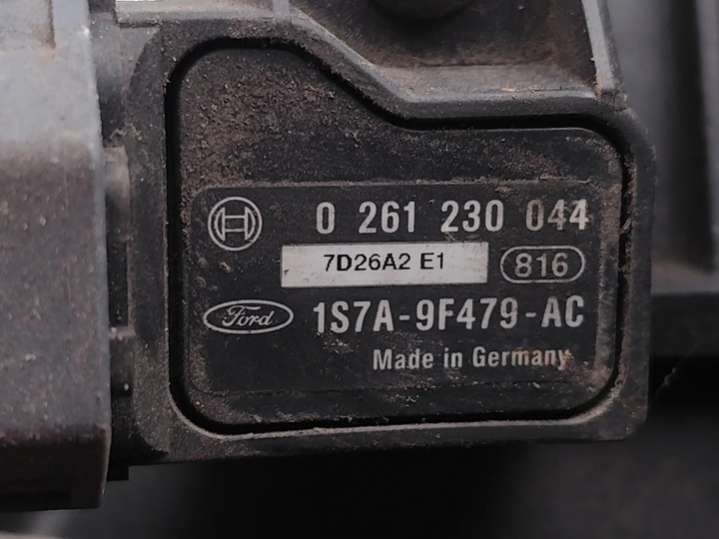 0 261 230 044
7D26A2 E1 816
Ford 1S7A-9F479-AC
Made in Germany